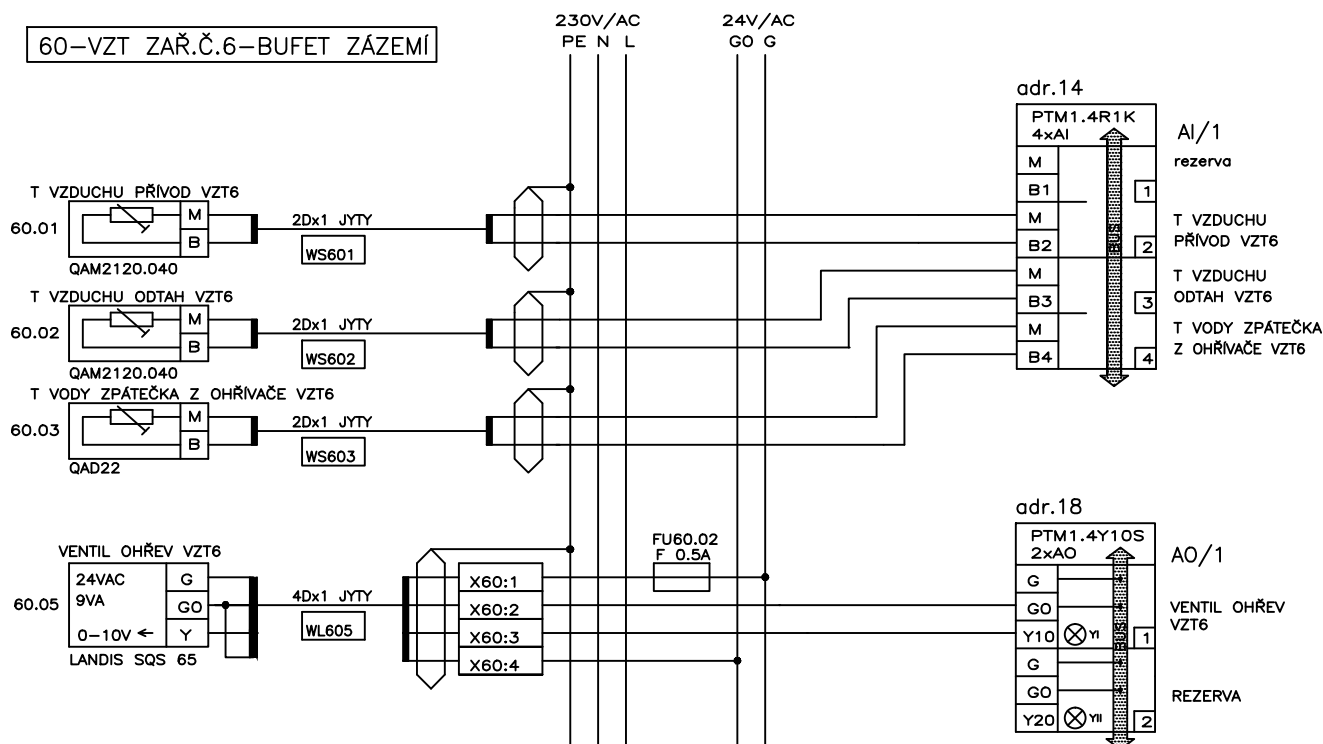 60-VZT ZAŘ.Č.6-BUFET ZÁZEMÍ
230V/AC
PE N L
24V/AC
G0 G
T VZDUCHU PŘÍVOD VZT6
60.01
M
B
QAM2120.040
2Dx1 JYTY
WS601
T VZDUCHU ODTAH VZT6
60.02
M
B
QAM2120.040
2Dx1 JYTY
WS602
T VODY ZPÁTEČKA Z OHŘÍVAČE VZT6
60.03
M
B
QAD22
2Dx1 JYTY
WS603
adr.14
PTM1.4R1K
4xAI
AI/1
M
rezerva
B1
1
M
T VZDUCHU
B2
BUS
2
PŘÍVOD VZT6
M
T VZDUCHU
B3
3
ODTAH VZT6
M
T VODY ZPÁTEČKA
B4
4
Z OHŘÍVAČE VZT6
VENTIL OHŘEV VZT6
60.05
24VAC
9VA
0-10V ←
G
G0
Y
LANDIS SQS 65
4Dx1 JYTY
WL605
X60:1
X60:2
X60:3
X60:4
FU60.02
F 0.5A
adr.18
PTM1.4Y10S
2xAO
AO/1
G
G0
VENTIL OHŘEV
VZT6
Y10
YI
BUS
1
G
G0
REZERVA
Y20
YII
2